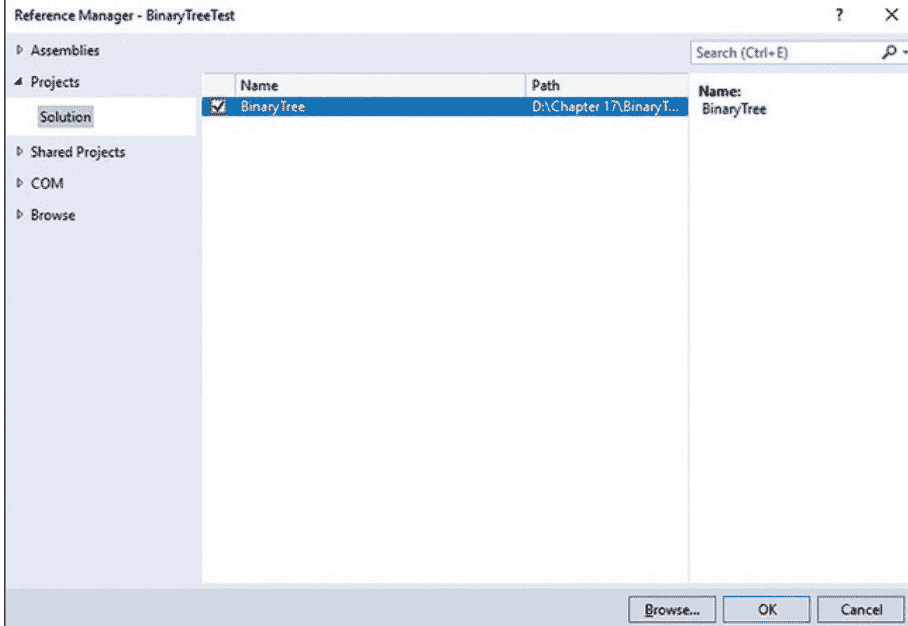 Reference Manager - BinaryTreeTest
?
Assemblies
Projects
Solution
Shared Projects
COM
Browse
Name
Path
BinaryTree
D:\Chapter 17\BinaryT...
Search (Ctrl+E)
Name:
BinaryTree
Browse...
OK
Cancel